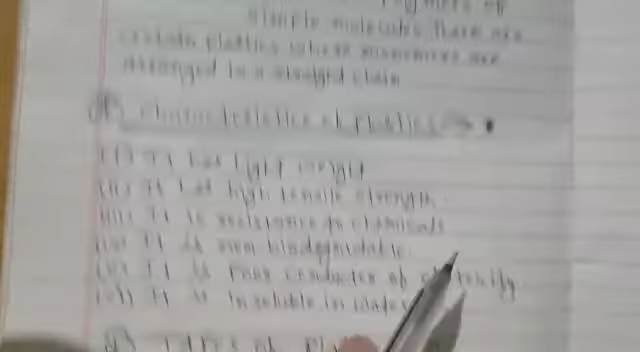 simple molecules there are
certain plastics whose monomers are
arranged in a straight chain
Characteristics of Plastics →
(i) It has light weight
(ii) It has high tensile strength.
(iii) It is resistance to chemicals
(iv) It is non biodegradable.
(v) It is Poor conductor of
(vi) It is Insoluble in water
Types of